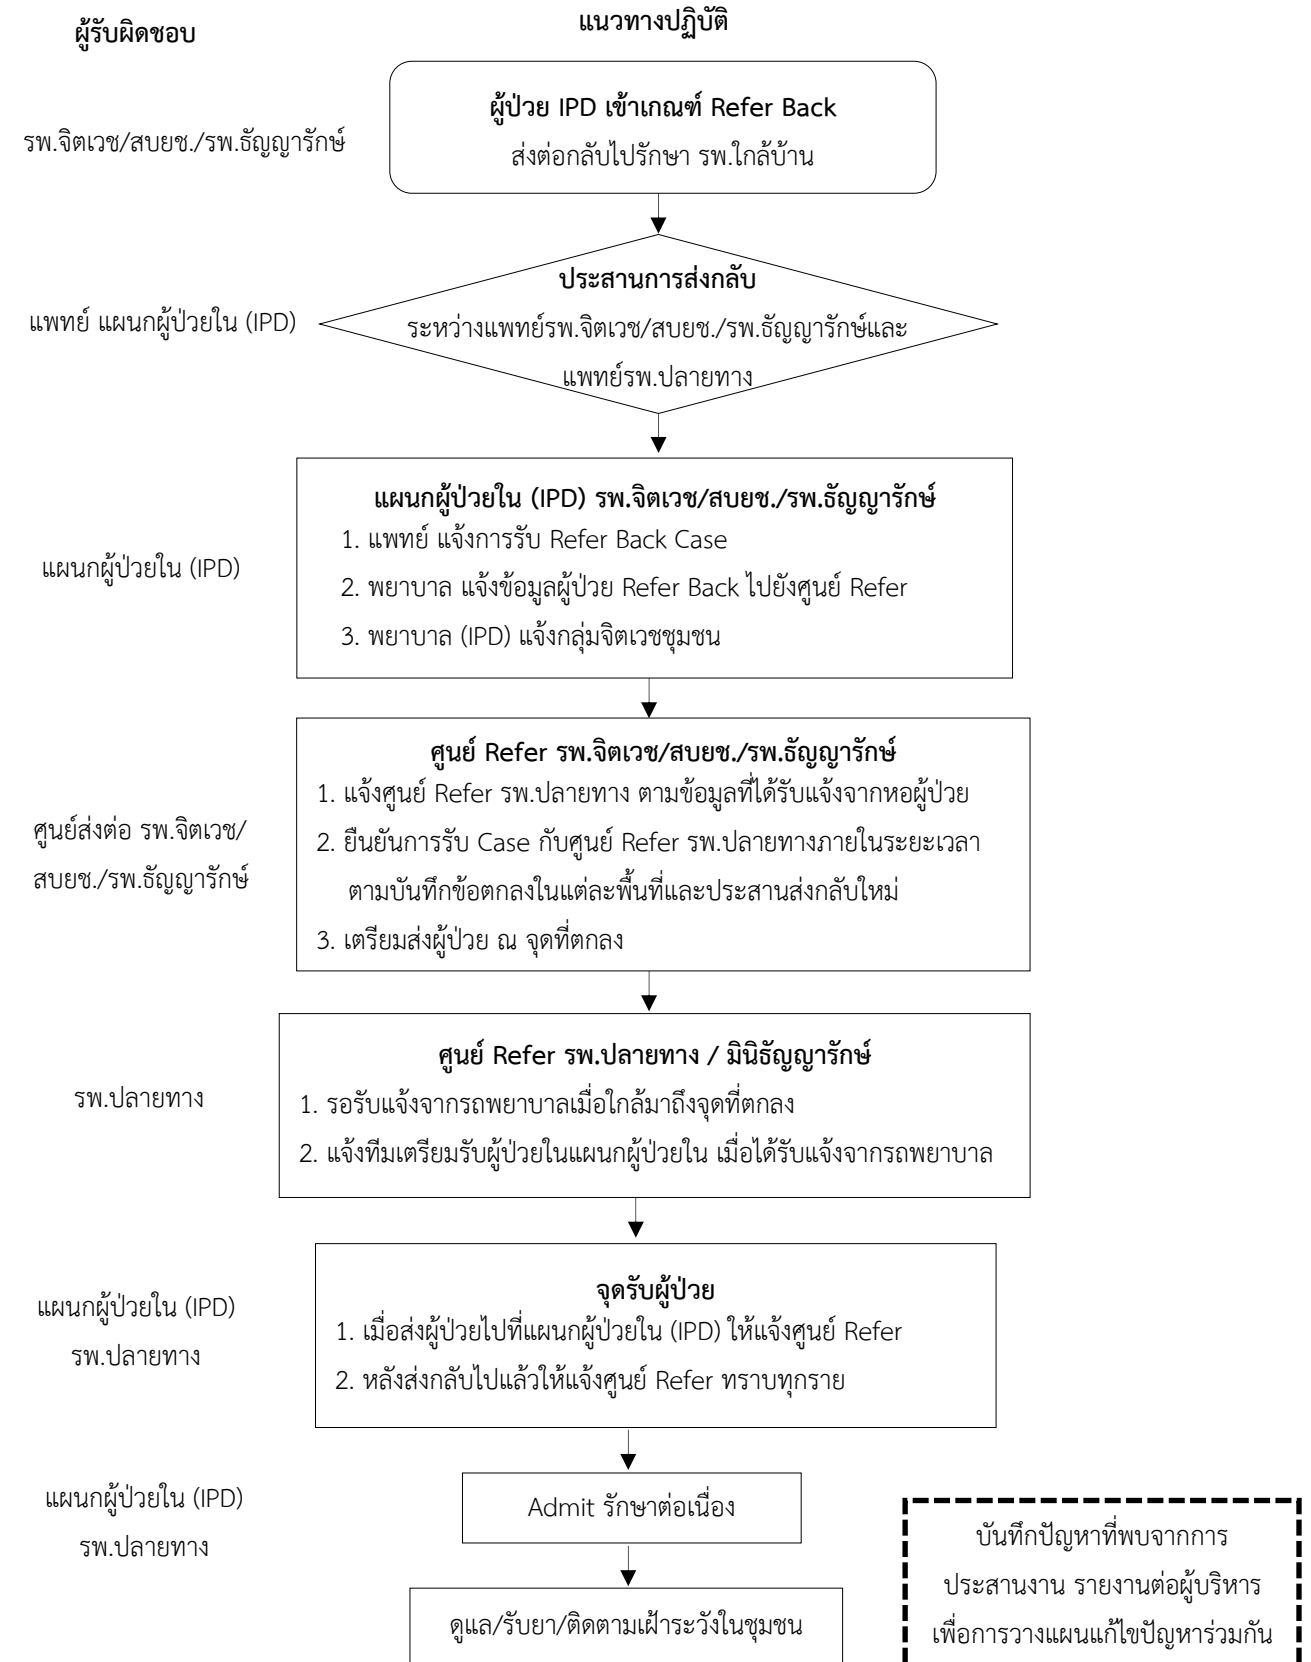 ผู้รับผิดชอบ
แนวทางปฏิบัติ
รพ.จิตเวช/สบยช./รพ.ธัญญารักษ์
ผู้ป่วย IPD เข้าเกณฑ์ Refer Back
ส่งต่อกลับไปรักษา รพ.ใกล้บ้าน
แพทย์ แผนกผู้ป่วยใน (IPD)
ประสานการส่งกลับ
ระหว่างแพทย์รพ.จิตเวช/สบยช./รพ.ธัญญารักษ์และ
แพทย์รพ.ปลายทาง
แผนกผู้ป่วยใน (IPD)
แผนกผู้ป่วยใน (IPD) รพ.จิตเวช/สบยช./รพ.ธัญญารักษ์
1. แพทย์ แจ้งการรับ Refer Back Case
2. พยาบาล แจ้งข้อมูลผู้ป่วย Refer Back ไปยังศูนย์ Refer
3. พยาบาล (IPD) แจ้งกลุ่มจิตเวชชุมชน
ศูนย์ส่งต่อ รพ.จิตเวช/
สบยช./รพ.ธัญญารักษ์
ศูนย์ Refer รพ.จิตเวช/สบยช./รพ.ธัญญารักษ์
1. แจ้งศูนย์ Refer รพ.ปลายทาง ตามข้อมูลที่ได้รับแจ้งจากหอผู้ป่วย
2. ยืนยันการรับ Case กับศูนย์ Refer รพ.ปลายทางภายในระยะเวลา
ตามบันทึกข้อตกลงในแต่ละพื้นที่และประสานส่งกลับใหม่
3. เตรียมส่งผู้ป่วย ณ จุดที่ตกลง
รพ.ปลายทาง
ศูนย์ Refer รพ.ปลายทาง / มินิธัญญารักษ์
1. รอรับแจ้งจากรถพยาบาลเมื่อใกล้มาถึงจุดที่ตกลง
2. แจ้งทีมเตรียมรับผู้ป่วยในแผนกผู้ป่วยใน เมื่อได้รับแจ้งจากรถพยาบาล
แผนกผู้ป่วยใน (IPD)
รพ.ปลายทาง
จุดรับผู้ป่วย
1. เมื่อส่งผู้ป่วยไปที่แผนกผู้ป่วยใน (IPD) ให้แจ้งศูนย์ Refer
2. หลังส่งกลับไปแล้วให้แจ้งศูนย์ Refer ทราบทุกราย
แผนกผู้ป่วยใน (IPD)
รพ.ปลายทาง
Admit รักษาต่อเนื่อง
ดูแล/รับยา/ติดตามเฝ้าระวังในชุมชน
บันทึกปัญหาที่พบจากการ
ประสานงาน รายงานต่อผู้บริหาร
เพื่อการวางแผนแก้ไขปัญหาร่วมกัน